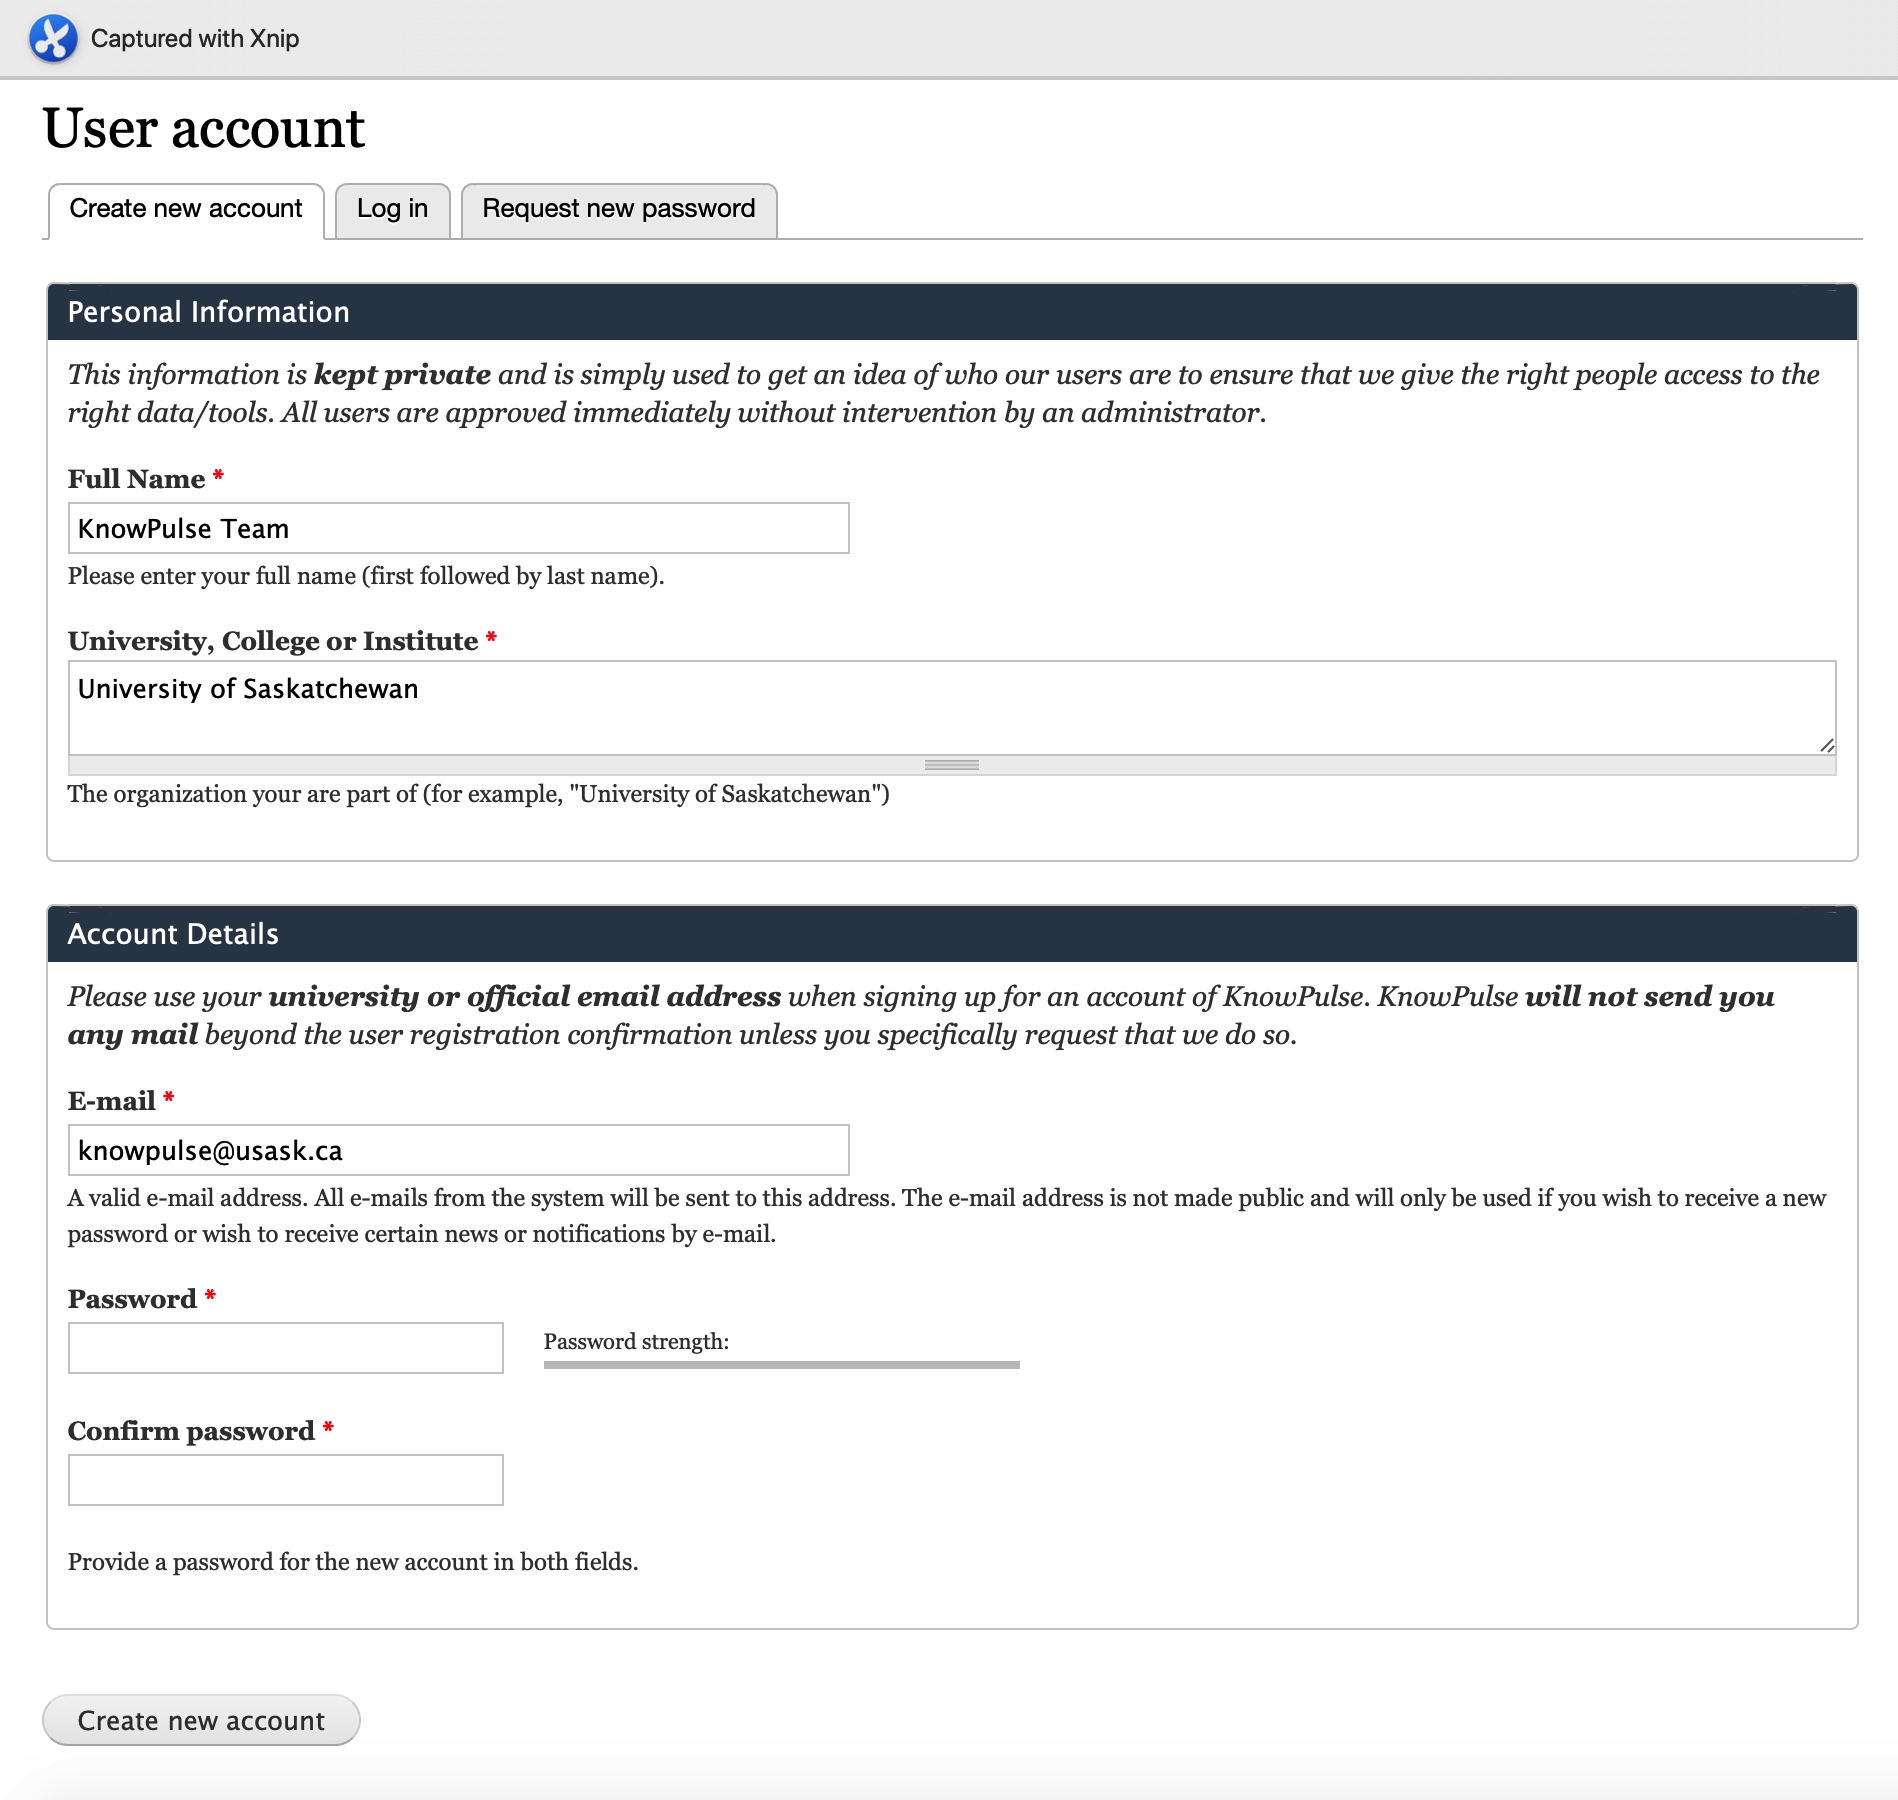 Captured with Xnip
User account
Create new account
Log in
Request new password
Personal Information
This information is kept private and is simply used to get an idea of who our users are to ensure that we give the right people access to the
right data/tools. All users are approved immediately without intervention by an administrator.
Full Name *
KnowPulse Team
Please enter your full name (first followed by last name).
University, College or Institute *
University of Saskatchewan
The organization your are part of (for example, "University of Saskatchewan")
Account Details
Please use your university or official email address when signing up for an account of KnowPulse. KnowPulse will not send you
any mail beyond the user registration confirmation unless you specifically request that we do so.
E-mail *
knowpulse@usask.ca
A valid e-mail address. All e-mails from the system will be sent to this address. The e-mail address is not made public and will only be used if you wish to receive a new
password or wish to receive certain news or notifications by e-mail.
Password *
Password strength:
Confirm password *
Provide a password for the new account in both fields.
Create new account